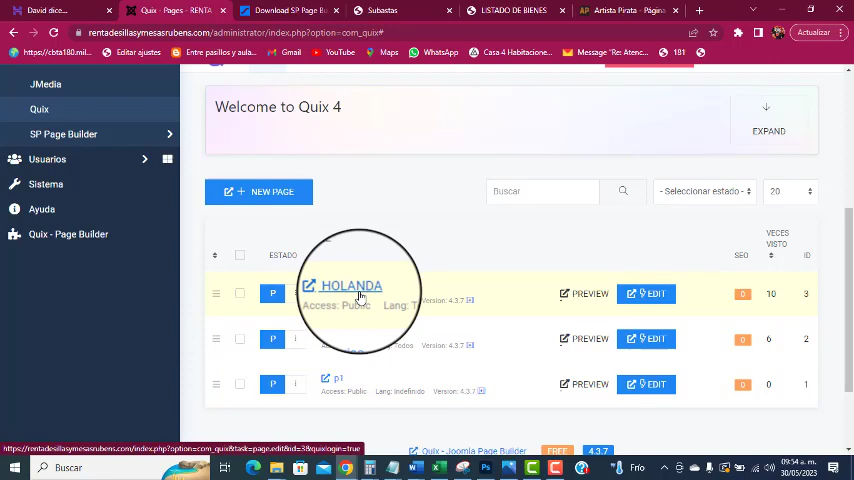 David dice...
Quix - Pages - RENTA
Download SP Page Builder
Subastas
LISTADO DE BIENES
Artista Pirata - Página
rentadesillasymesasrubens.com/administrator/index.php?option=com_quix#
Actualizar
https://cbta180.mil...
Editar ajustes
Entre pasillos y aulas...
Gmail
YouTube
Maps
WhatsApp
Casa 4 Habitacione...
Message "Re: Atenc...
181
JMedia
Quix
SP Page Builder
Usuarios
Sistema
Ayuda
Quix - Page Builder
Welcome to Quix 4
EXPAND
NEW PAGE
Buscar
- Seleccionar estado-
20
ESTADO
SEO
VECES VISTO
ID
P
HOLANDA
Access: Public Lang: T
Version: 4.3.7
PREVIEW
EDIT
0
10
3
Todos Version: 4.3.7
PREVIEW
EDIT
0
6
2
P
p1
Access: Public Lang: Indefinido Version: 4.3.7
PREVIEW
EDIT
0
0
1
Quix - Joomla Page Builder FREE 4.3.7
https://rentadesillasymesasrubens.com/index.php?option=com_quix&task=page.edit&id=3&quixlogin=true
Buscar
Frío
09:54 a. m.
30/05/2023